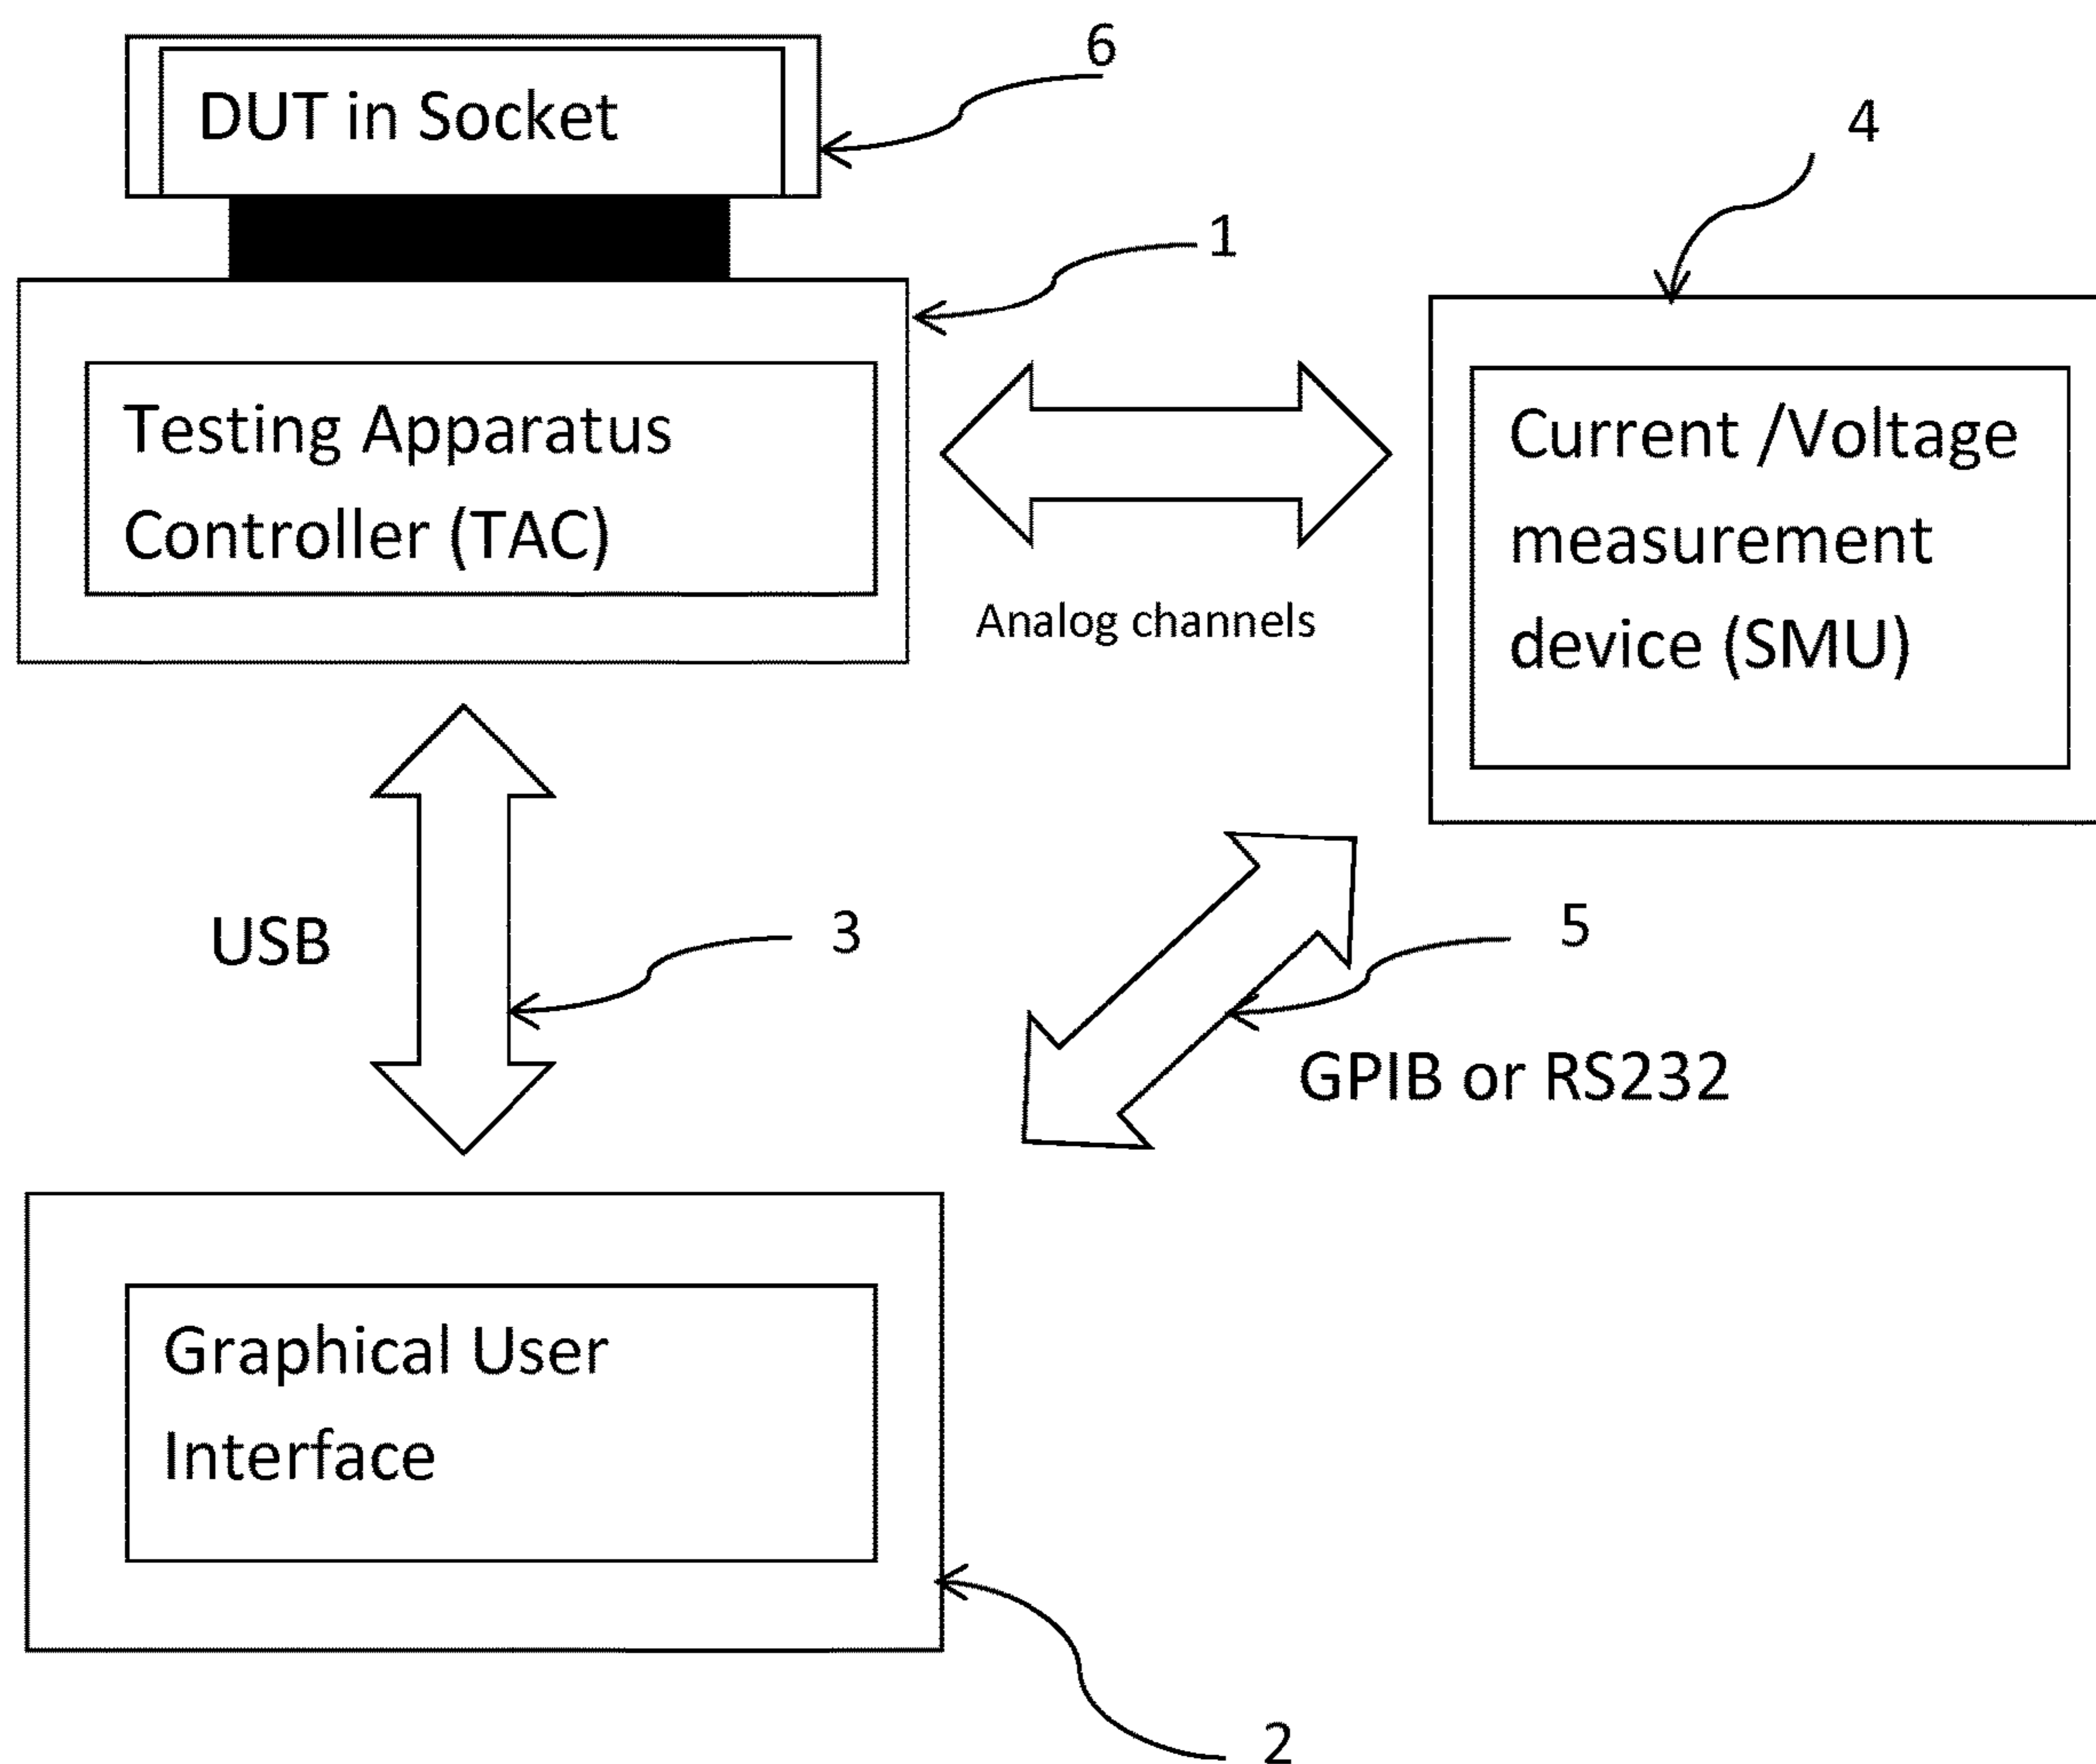 6
DUT in Socket
4
1
Testing Apparatus
Controller (TAC)
Current /Voltage
measurement
device (SMU)
Analog channels
3
5
USB
GPIB or RS232
Graphical User
Interface
2